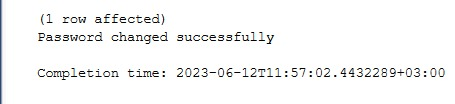 (1 row affected)
Password changed successfully
Completion time: 2023-06-12T11:57:02.4432289+03:00